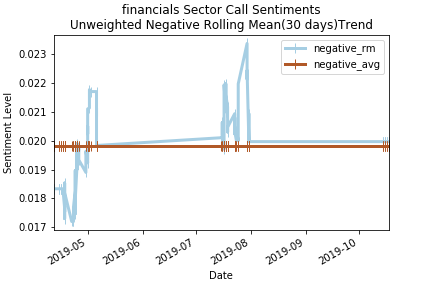 financials Sector Call Sentiments
Unweighted Negative Rolling Mean(30 days)Trend
negative_rm
negative_avg
Sentiment Level
0.023
0.022
0.021
0.020
0.019
0.018
0.017
2019-05
2019-06
2019-07
2019-08
2019-09
2019-10
Date